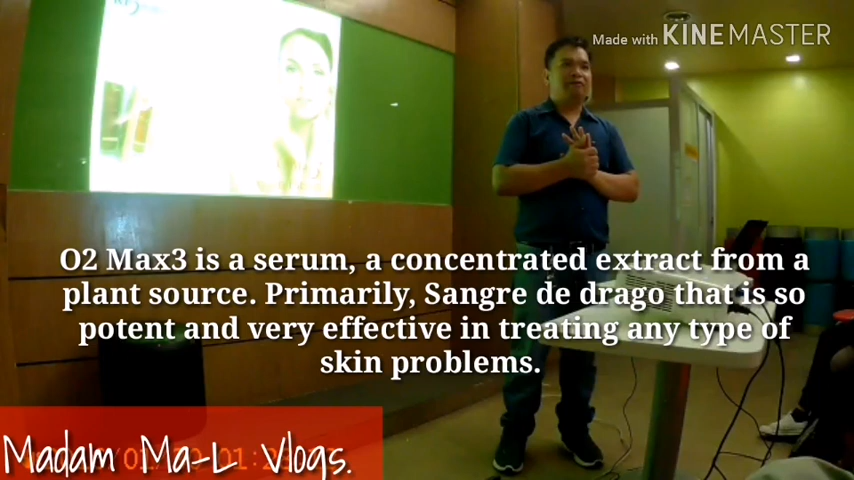 Made with KINEMASTER
O2 Max3 is a serum, a concentrated extract from a
plant source. Primarily, Sangre de drago that is so
potent and very effective in treating any type of
skin problems.
Madam Ma-L Vlogs.